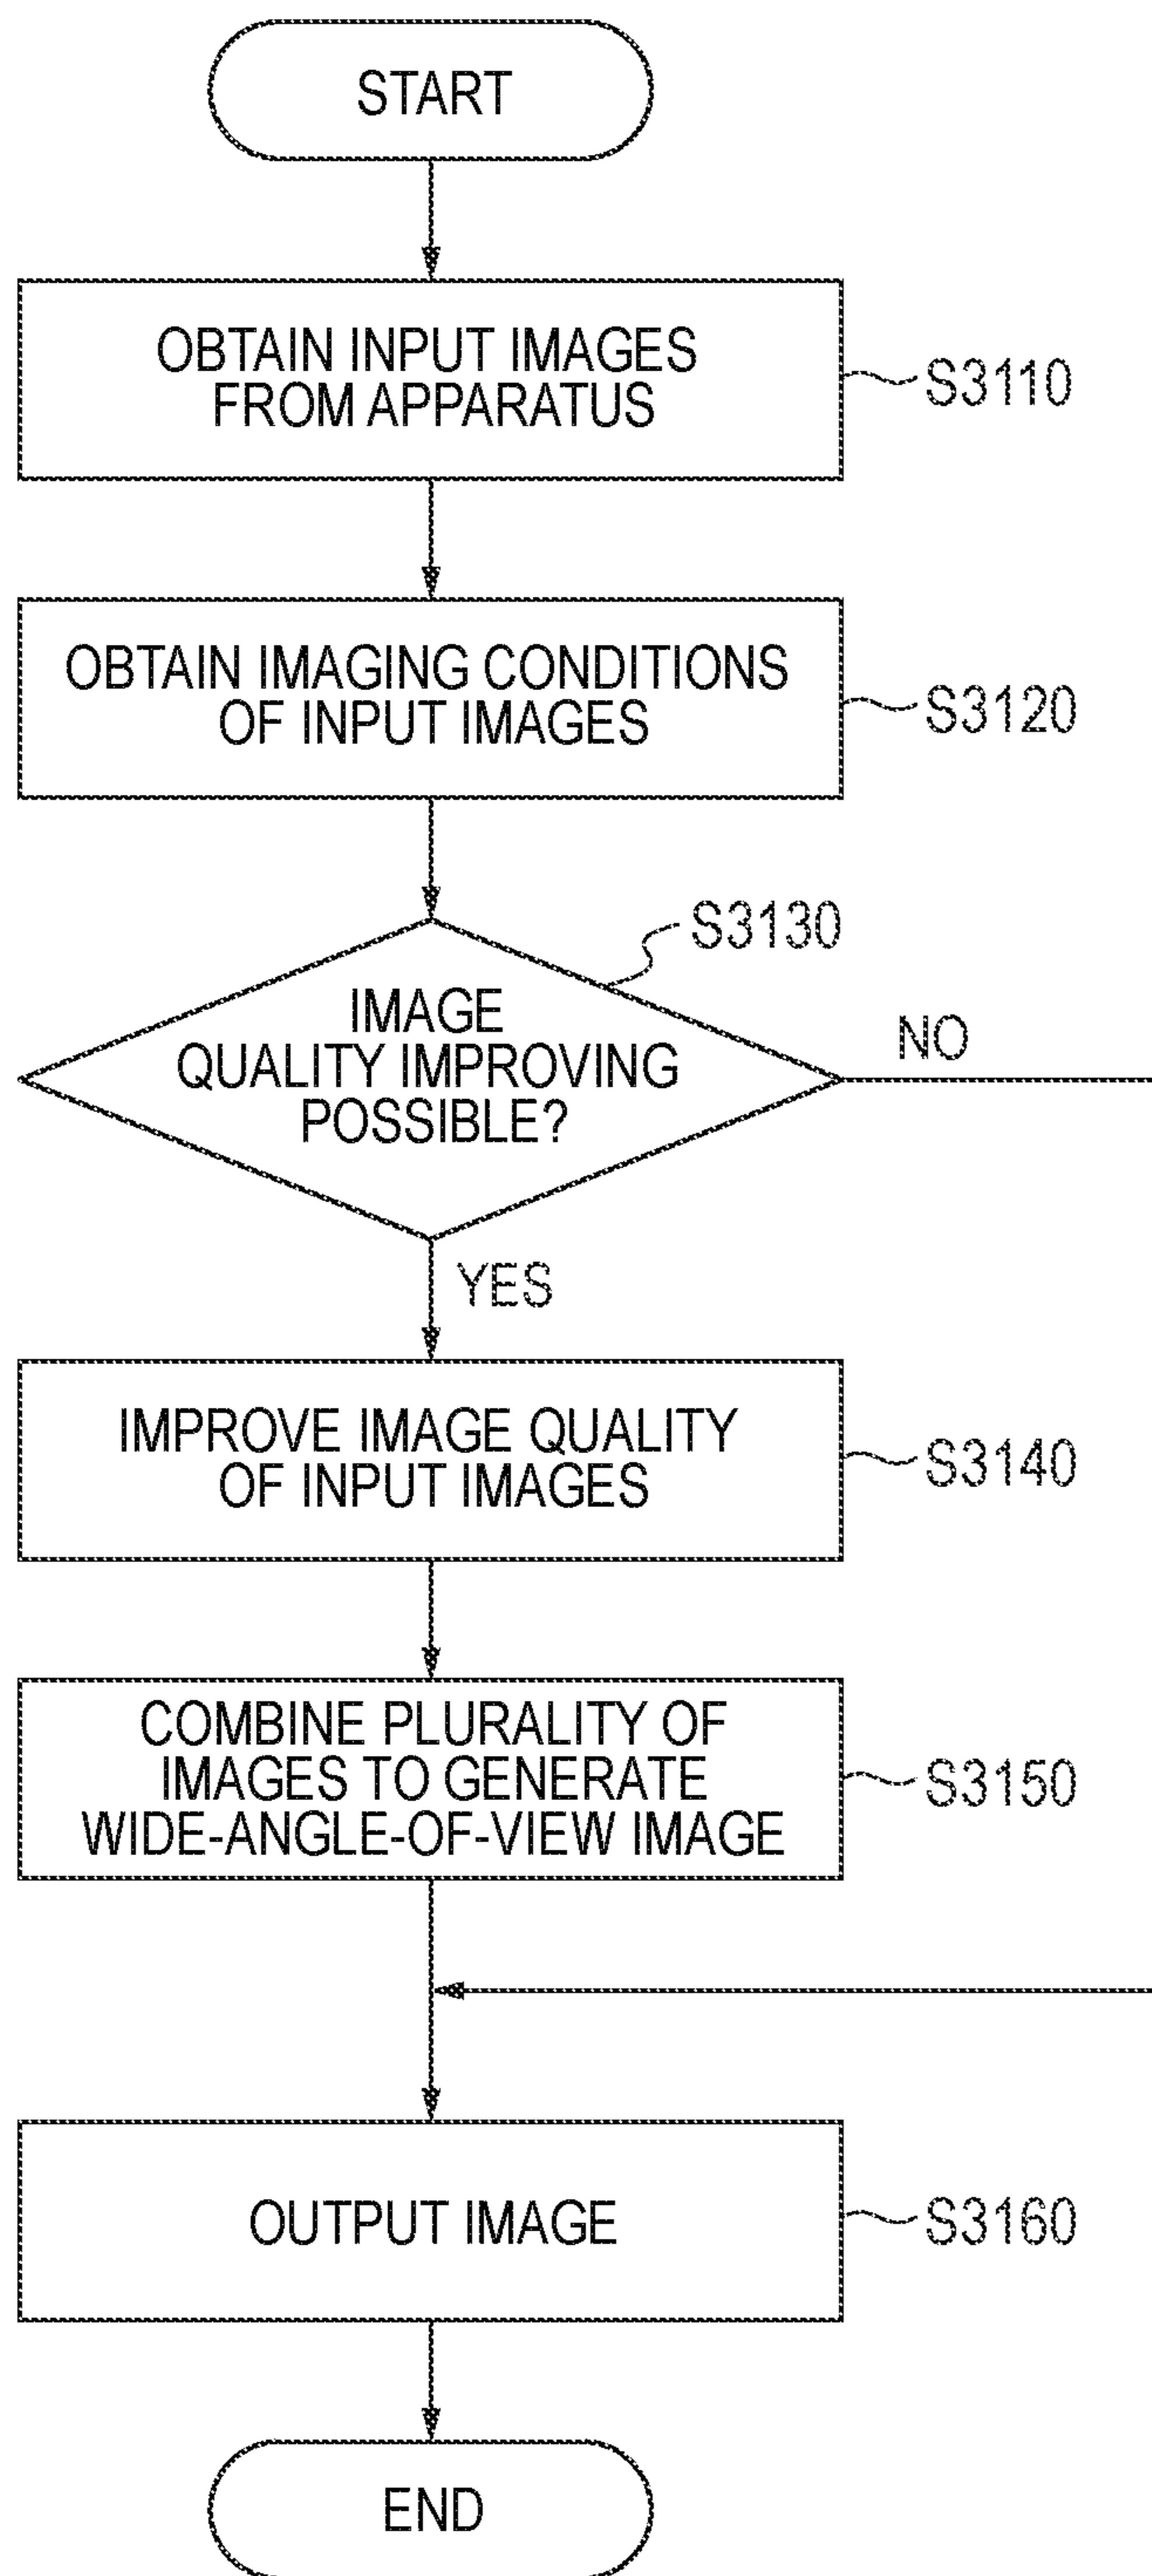 START
OBTAIN INPUT IMAGES
FROM APPARATUS
S3110
OBTAIN IMAGING CONDITIONS
OF INPUT IMAGES
S3120
S3130
IMAGE
QUALITY IMPROVING
POSSIBLE?
NO
YES
IMPROVE IMAGE QUALITY
OF INPUT IMAGES
S3140
COMBINE PLURALITY OF
IMAGES TO GENERATE
WIDE-ANGLE-OF-VIEW IMAGE
S3150
OUTPUT IMAGE
S3160
END